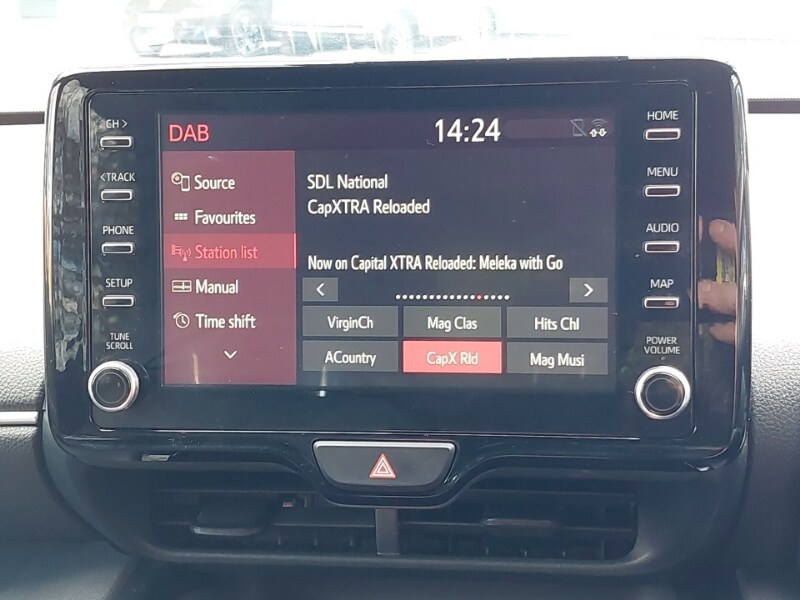 DAB
14:24
CH >
<TRACK
PHONE
SETUP
TUNE
SCROLL
Source
Favourites
Station list
Manual
Time shift
SDL National
CapXTRA Reloaded
Now on Capital XTRA Reloaded: Meleka with Go
< >
VirginCh Mag Clas Hits Chl
ACountry CapX Rld Mag Musi
HOME
MENU
AUDIO
MAP
POWER
VOLUME